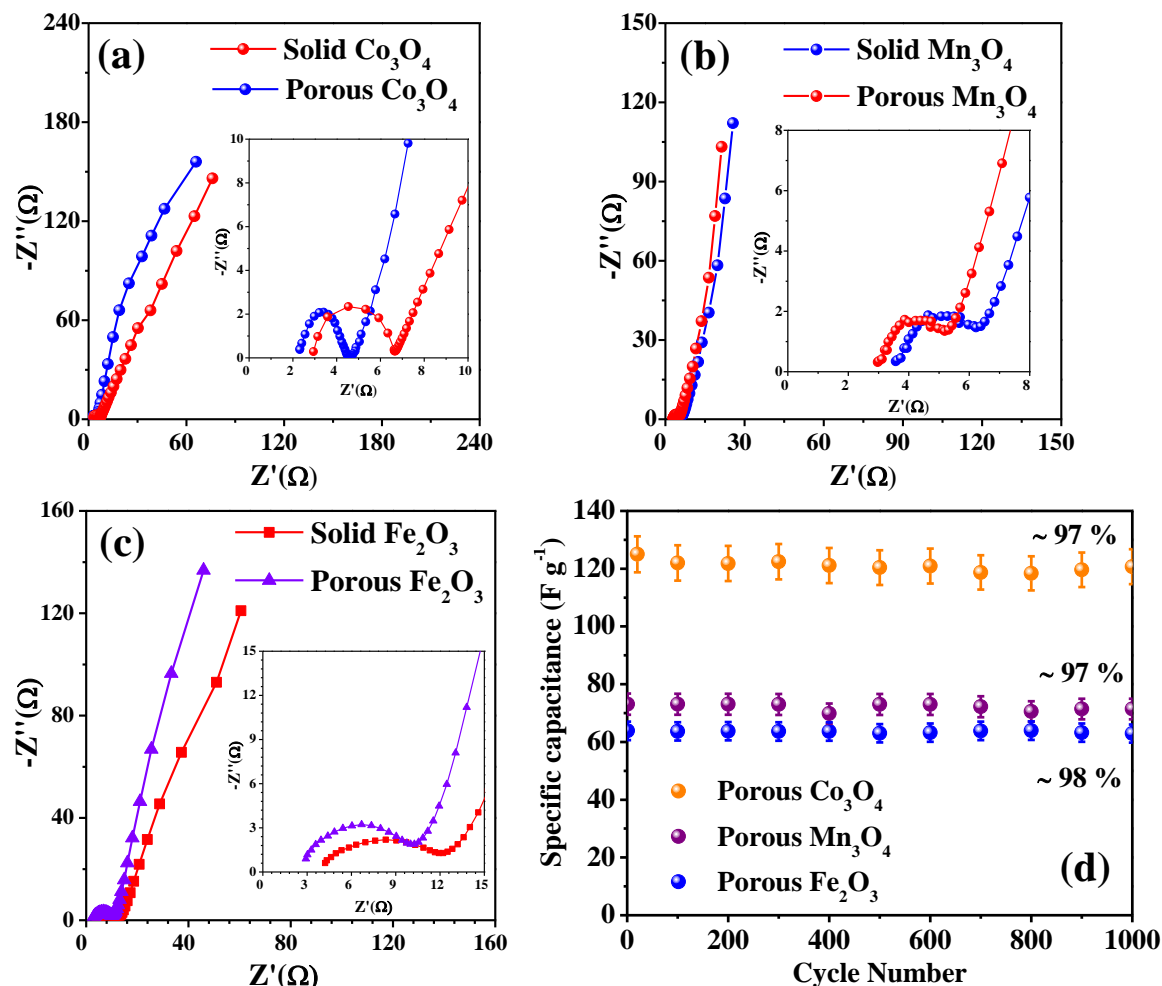 (a)
Solid Co₃O₄
Porous Co₃O₄
-Z''(Ω)
240
180
120
60
0
0 60 120 180 240
Z'(Ω)
-Z''(Ω)
10
8
6
4
2
0
0 2 4 6 8 10
Z'(Ω)
(b)
Solid Mn₃O₄
Porous Mn₃O₄
-Z''(Ω)
150
120
90
60
30
0
0 30 60 90 120 150
Z'(Ω)
-Z''(Ω)
8
6
4
2
0
0 2 4 6 8
Z'(Ω)
(c)
Solid Fe₂O₃
Porous Fe₂O₃
-Z''(Ω)
160
120
80
40
0
0 40 80 120 160
Z'(Ω)
-Z''(Ω)
15
12
9
6
3
0
0 3 6 9 12 15
Z'(Ω)
Specific capacitance (F g⁻¹)
140
120
100
80
60
40
20
0
~ 97 %
~ 97 %
~ 98 %
Porous Co₃O₄
Porous Mn₃O₄
Porous Fe₂O₃
(d)
0 200 400 600 800 1000
Cycle Number